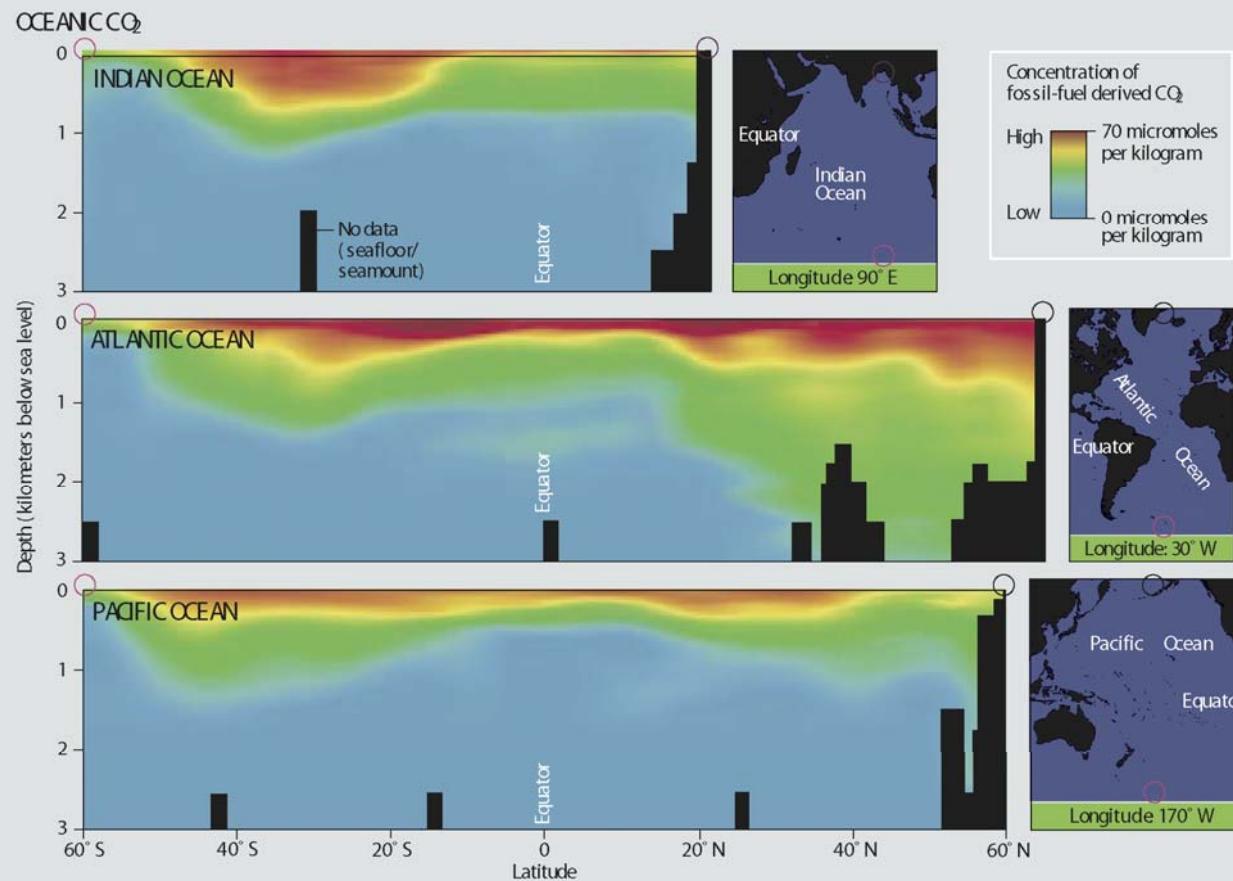 OCEANIC CO2
0
INDIAN OCEAN
1
2
3
No data
(seafloor/
seamount)
Equator
Equator
Indian
Ocean
Longitude 90° E
Concentration of
fossil-fuel derived CO2
High
70 micromoles
per kilogram
Low
0 micromoles
per kilogram
Depth (kilometers below sea level)
0
ATLANTIC OCEAN
1
2
3
Equator
Atlantic
Equator
Ocean
Longitude: 30° W
0
PACIFIC OCEAN
1
2
3
Equator
Pacific Ocean
Equato
Longitude 170° W
60° S
40° S
20° S
0
20° N
40° N
60° N
Latitude